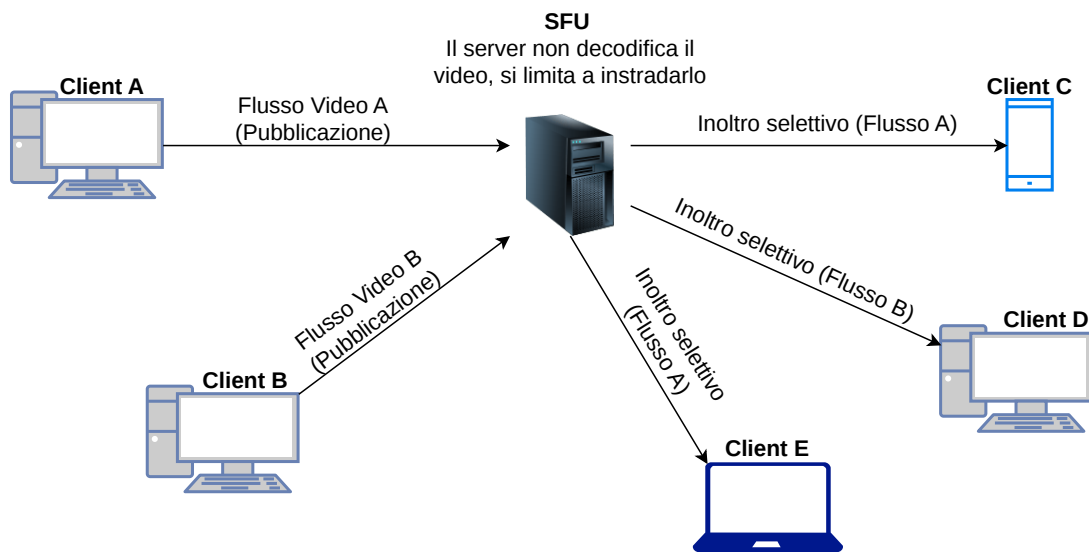 SFU
Il server non decodifica il
video, si limita a instradarlo
Client A
Flusso Video A
(Pubblicazione)
Inoltro selettivo (Flusso A)
Client C
Inoltro selettivo (Flusso B)
Flusso Video B
(Pubblicazione)
Inoltro selettivo
(Flusso A)
Client D
Client B
Client E